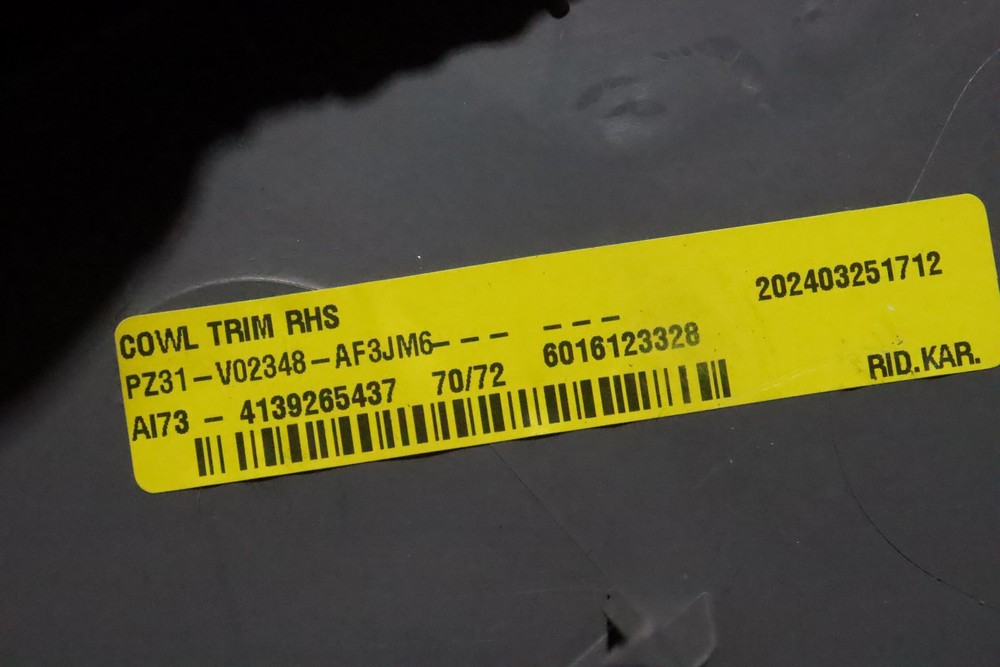 COWL TRIM RHS
202403251712
PZ31-V02348-AF3JM6--- ---
AI73 - 4139265437 70/72 6016123328
RID.KAR.